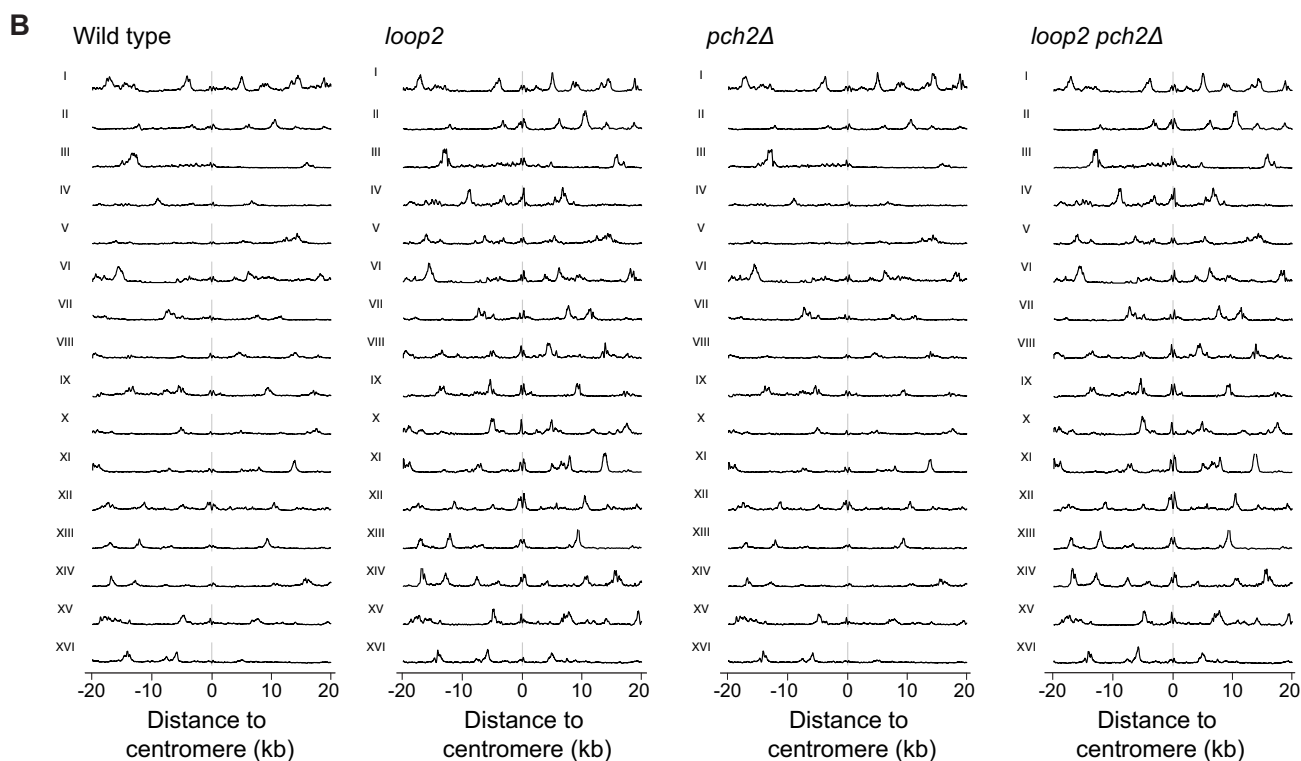 B
Wild type
loop2
pch2Δ
loop2 pch2Δ
I
II
III
IV
V
VI
VII
VIII
IX
X
XI
XII
XIII
XIV
XV
XVI
-20 -10 0 10 20
Distance to
centromere (kb)
I
II
III
IV
V
VI
VII
VIII
IX
X
XI
XII
XIII
XIV
XV
XVI
-20 -10 0 10 20
Distance to
centromere (kb)
I
II
III
IV
V
VI
VII
VIII
IX
X
XI
XII
XIII
XIV
XV
XVI
-20 -10 0 10 20
Distance to
centromere (kb)
I
II
III
IV
V
VI
VII
VIII
IX
X
XI
XII
XIII
XIV
XV
XVI
-20 -10 0 10 20
Distance to
centromere (kb)